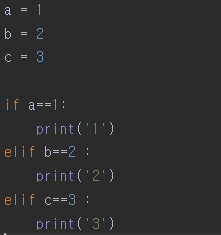 a = 1
b = 2
c = 3
if a==1:
    print('1')
elif b==2 :
    print('2')
elif c==3 :
    print('3')